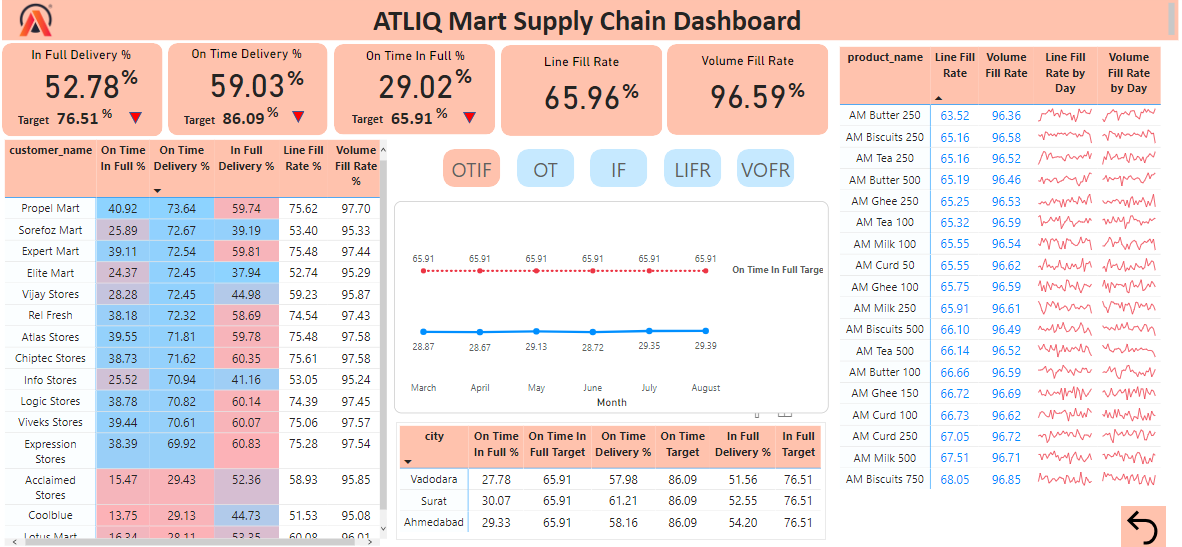 ATLIQ Mart Supply Chain Dashboard
In Full Delivery %
52.78%
Target 76.51 %
On Time Delivery %
59.03%
Target 86.09 %
On Time In Full %
29.02%
Target 65.91 %
Line Fill Rate
65.96%
Volume Fill Rate
96.59%
customer_name On Time In Full % On Time Delivery % In Full Delivery % Line Fill Rate % Volume Fill Rate %
Propel Mart 40.92 73.64 59.74 75.62 97.70
Sorefoz Mart 25.89 72.67 39.19 53.40 95.33
Expert Mart 39.11 72.54 59.81 75.48 97.44
Elite Mart 24.37 72.45 37.94 52.74 95.29
Vijay Stores 28.28 72.45 44.98 59.23 95.87
Rel Fresh 38.18 72.32 58.69 74.54 97.43
Atlas Stores 39.55 71.81 59.78 75.48 97.58
Chiptec Stores 38.73 71.62 60.35 75.61 97.58
Info Stores 25.52 70.94 41.16 53.05 95.24
Logic Stores 38.78 70.82 60.14 74.39 97.45
Viveks Stores 39.44 70.61 60.07 75.06 97.57
Expression Stores 38.39 69.92 60.83 75.28 97.54
Acclaimed Stores 15.47 29.43 52.36 58.93 95.85
Coolblue 13.75 29.13 44.73 51.53 95.08
Lotus Mart 16.34 28.11 53.35 60.08 96.01
OTIF OT IF LIFR VOFR
65.91 65.91 65.91 65.91 65.91 65.91
On Time In Full Targe
28.87 28.67 29.13 28.72 29.35 29.39
March April May June July August
Month
city On Time In Full % On Time In Full Target On Time Delivery % On Time Target In Full Delivery % In Full Target
Vadodara 27.78 65.91 57.98 86.09 51.56 76.51
Surat 30.07 65.91 61.21 86.09 52.55 76.51
Ahmedabad 29.33 65.91 58.16 86.09 54.20 76.51
product_name Line Fill Rate Volume Fill Rate Line Fill Rate by Day Volume Fill Rate by Day
AM Butter 250 63.52 96.36
AM Biscuits 250 65.16 96.58
AM Tea 250 65.16 96.52
AM Butter 500 65.19 96.46
AM Ghee 250 65.25 96.53
AM Tea 100 65.32 96.59
AM Milk 100 65.55 96.54
AM Curd 50 65.55 96.62
AM Ghee 100 65.75 96.59
AM Milk 250 65.91 96.61
AM Biscuits 500 66.10 96.49
AM Tea 500 66.14 96.52
AM Butter 100 66.66 96.59
AM Ghee 150 66.72 96.69
AM Curd 100 66.73 96.62
AM Curd 250 67.05 96.72
AM Milk 500 67.51 96.71
AM Biscuits 750 68.05 96.85